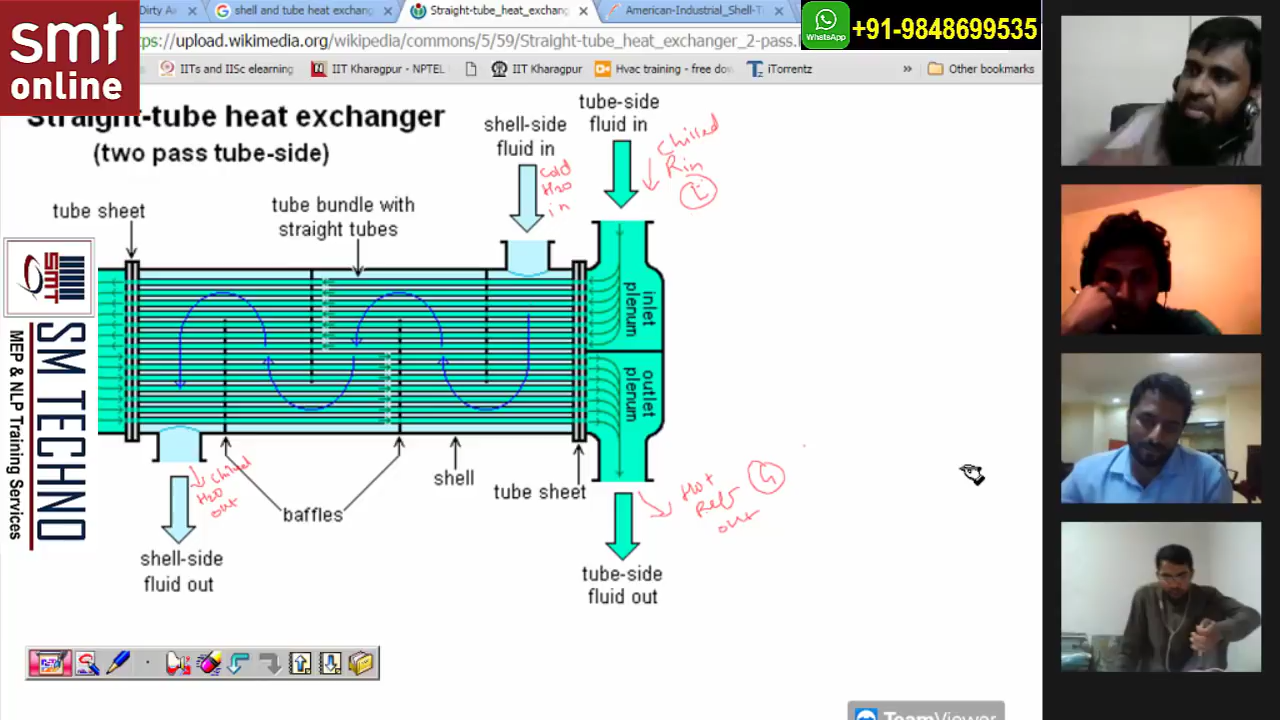 smt
online
Dirty Ai
shell and tube heat exchang
Straight-tube_heat_exchang
American-Industrial_Shell-T
WhatsApp
+91-9848699535
ttps://upload.wikimedia.org/wikipedia/commons/5/59/Straight-tube_heat_exchanger_2-pass.
IITs and IISc elearning
IIT Kharagpur - NPTEL
IIT Kharagpur
Hvac training - free dow
iTorrentz
»
Other bookmarks
Straight-tube heat exchanger
(two pass tube-side)
tube-side
fluid in
shell-side
fluid in
Chilled
R in
L
Cold
H2O
in
tube sheet
tube bundle with
straight tubes
inlet
plenum
outlet
plenum
SMT
SM TECHNO
MEP & NLP Training Services
shell
tube sheet
baffles
Chilled
H2O
out
Hot
Ref
out
G
shell-side
fluid out
tube-side
fluid out
TeamViewer